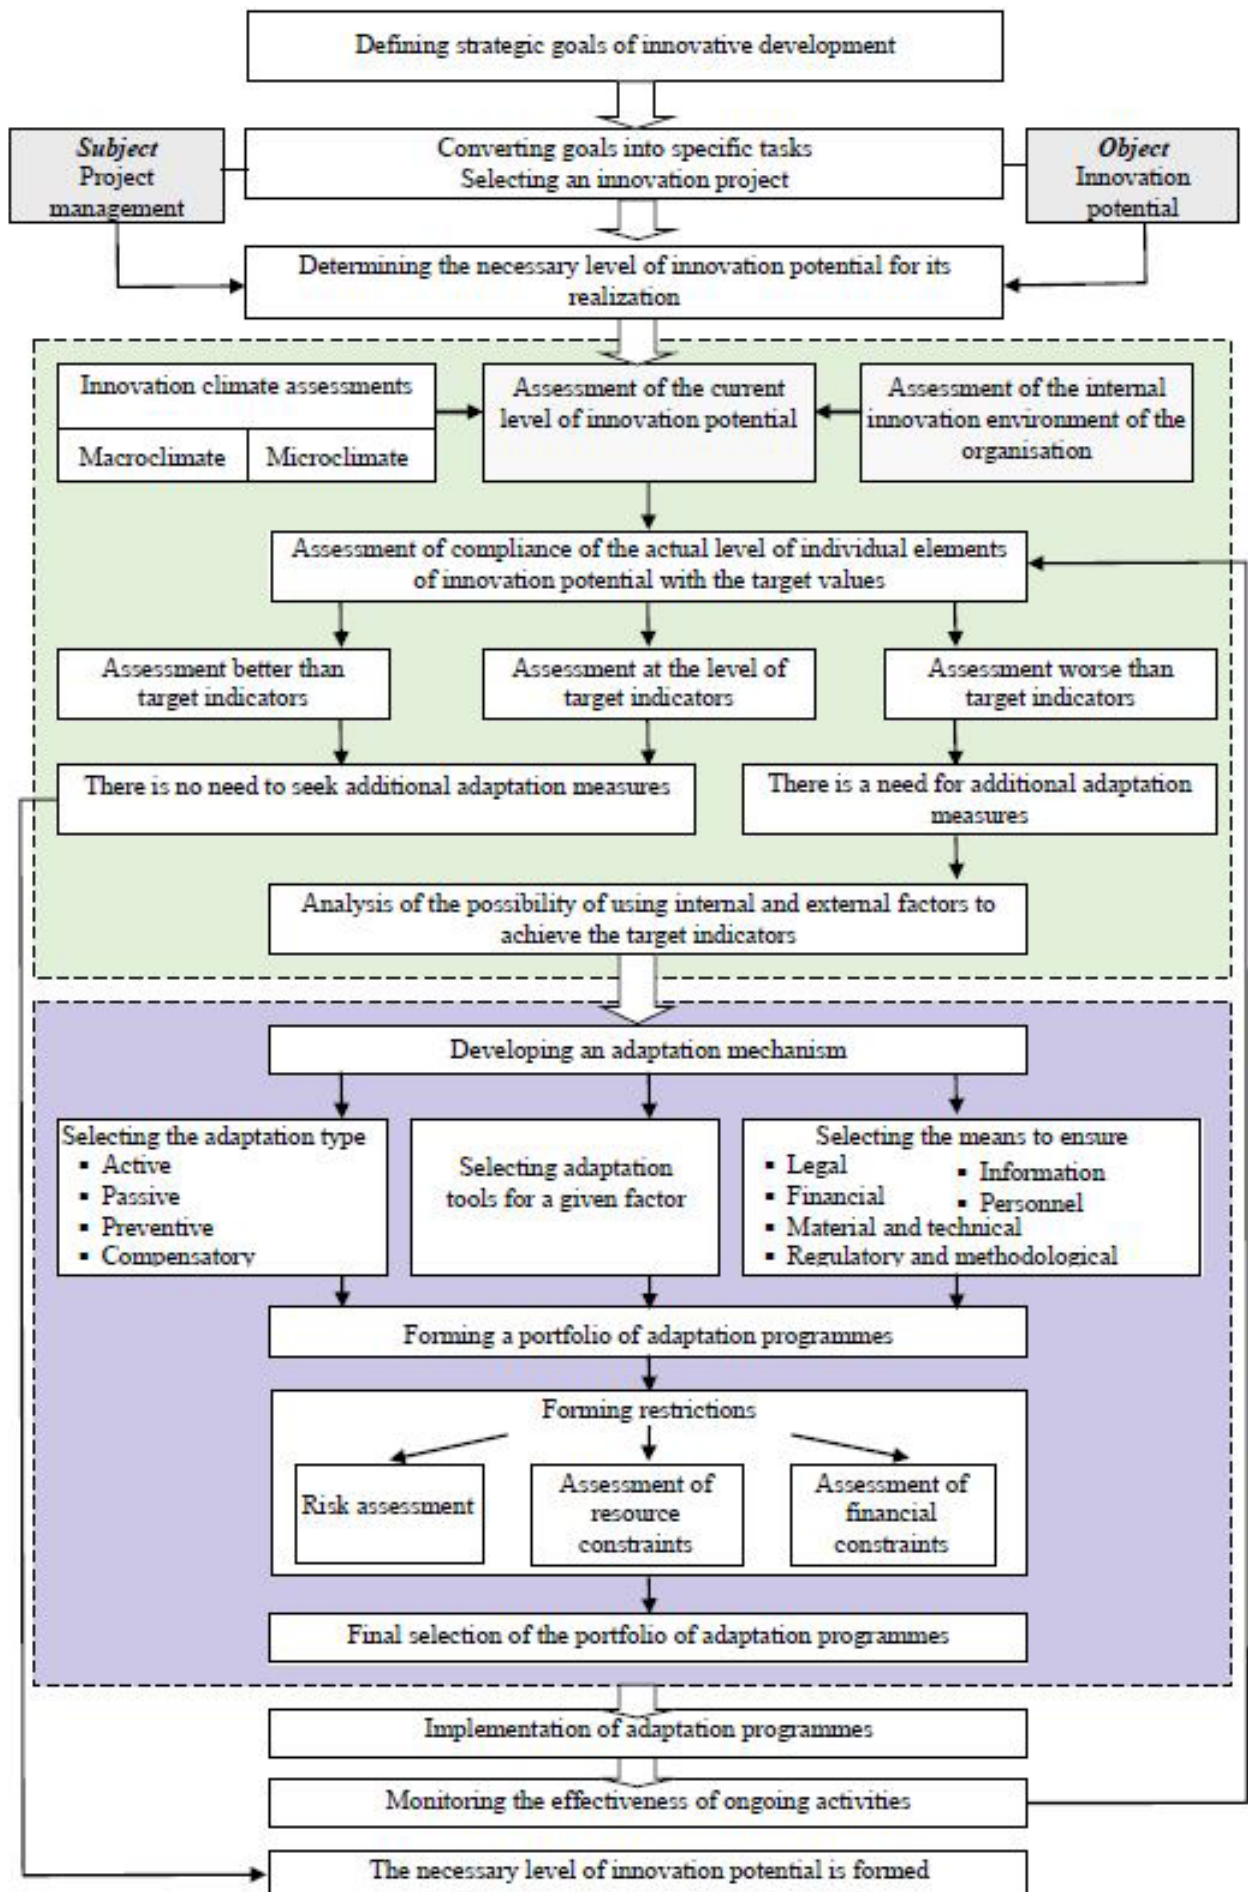 Defining strategic goals of innovative development
Subject
Project
management
Converting goals into specific tasks
Selecting an innovation project
Object
Innovation
potential
Determining the necessary level of innovation potential for its
realization
Innovation climate assessments
Macroclimate
Microclimate
Assessment of the current
level of innovation potential
Assessment of the internal
innovation environment of the
organisation
Assessment of compliance of the actual level of individual elements
of innovation potential with the target values
Assessment better than
target indicators
Assessment at the level of
target indicators
Assessment worse than
target indicators
There is no need to seek additional adaptation measures
There is a need for additional adaptation
measures
Analysis of the possibility of using internal and external factors to
achieve the target indicators
Developing an adaptation mechanism
Selecting the adaptation type
▪ Active
▪ Passive
▪ Preventive
▪ Compensatory
Selecting adaptation
tools for a given factor
Selecting the means to ensure
▪ Legal
▪ Financial
▪ Material and technical
▪ Regulatory and methodological
▪ Information
▪ Personnel
Forming a portfolio of adaptation programmes
Forming restrictions
Risk assessment
Assessment of
resource
constraints
Assessment of
financial
constraints
Final selection of the portfolio of adaptation programmes
Implementation of adaptation programmes
Monitoring the effectiveness of ongoing activities
The necessary level of innovation potential is formed